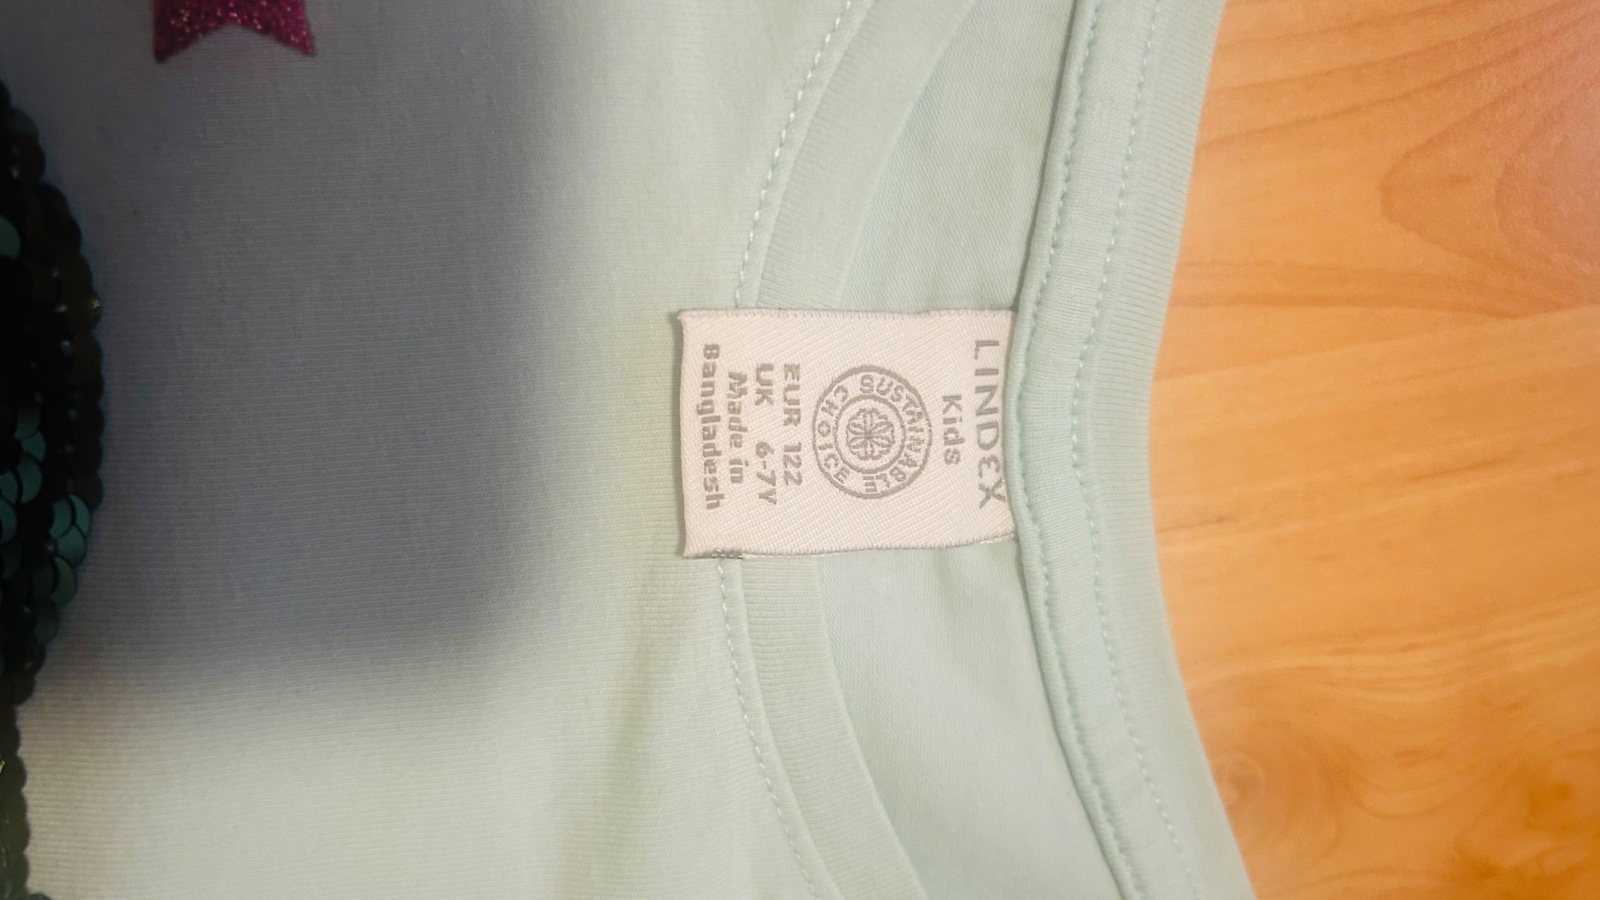 LINDEX
Kids
SUSTAINABLE CHOICE
EUR 122
UK 6-7Y
Made in
Bangladesh